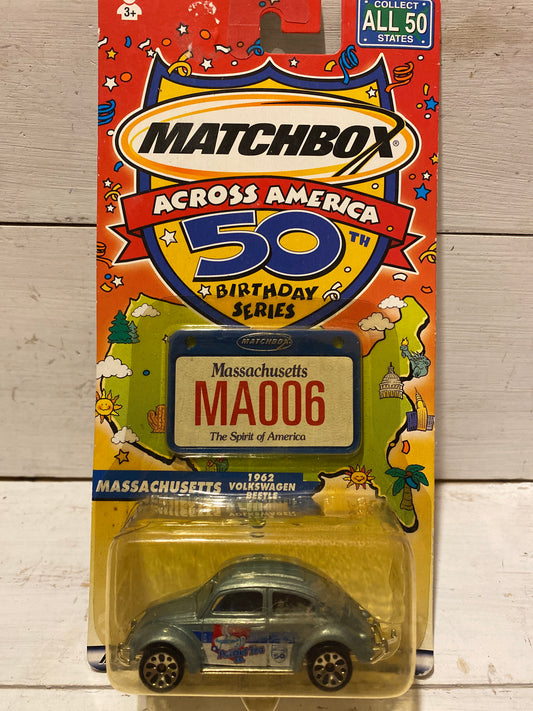 3+
COLLECT
ALL 50
STATES
MATCHBOX
ACROSS AMERICA
50TH
BIRTHDAY
SERIES
MATCHBOX
Massachusetts
MA006
The Spirit of America
MASSACHUSETTS
1962
VOLKSWAGEN
BEETLE
50